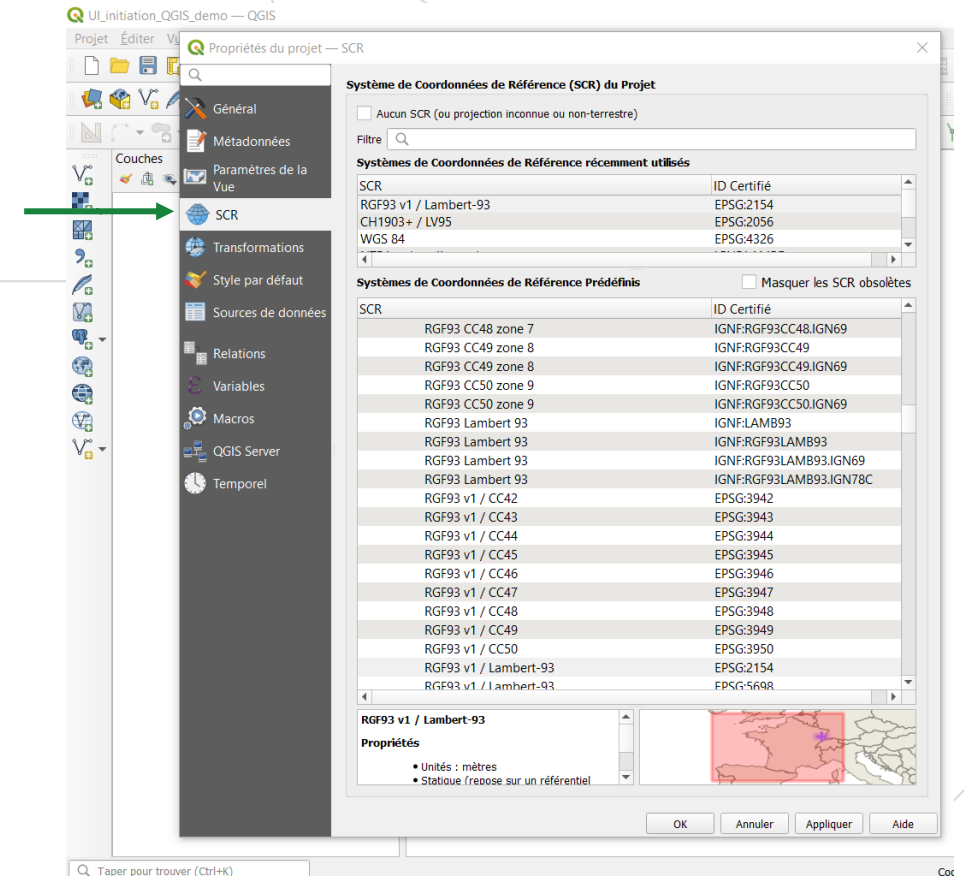 UI_initiation_QGIS_demo — QGIS
Projet Éditer
Propriétés du projet — SCR
Général
Métadonnées
Paramètres de la
Vue
SCR
Transformations
Style par défaut
Sources de données
Relations
Variables
Macros
QGIS Server
Temporel
Couches
Système de Coordonnées de Référence (SCR) du Projet
Aucun SCR (ou projection inconnue ou non-terrestre)
Filtre
Systèmes de Coordonnées de Référence récemment utilisés
SCR ID Certifié
RGF93 v1 / Lambert-93 EPSG:2154
CH1903+ / LV95 EPSG:2056
WGS 84 EPSG:4326
Systèmes de Coordonnées de Référence Prédéfinis Masquer les SCR obsolètes
SCR ID Certifié
RGF93 CC48 zone 7 IGNF:RGF93CC48.IGN69
RGF93 CC49 zone 8 IGNF:RGF93CC49
RGF93 CC49 zone 8 IGNF:RGF93CC49.IGN69
RGF93 CC50 zone 9 IGNF:RGF93CC50
RGF93 CC50 zone 9 IGNF:RGF93CC50.IGN69
RGF93 Lambert 93 IGNF:LAMB93
RGF93 Lambert 93 IGNF:RGF93LAMB93
RGF93 Lambert 93 IGNF:RGF93LAMB93.IGN69
RGF93 Lambert 93 IGNF:RGF93LAMB93.IGN78C
RGF93 v1 / CC42 EPSG:3942
RGF93 v1 / CC43 EPSG:3943
RGF93 v1 / CC44 EPSG:3944
RGF93 v1 / CC45 EPSG:3945
RGF93 v1 / CC46 EPSG:3946
RGF93 v1 / CC47 EPSG:3947
RGF93 v1 / CC48 EPSG:3948
RGF93 v1 / CC49 EPSG:3949
RGF93 v1 / CC50 EPSG:3950
RGF93 v1 / Lambert-93 EPSG:2154
RGF93 v1 / Lambert-93 EPSG:5698
RGF93 v1 / Lambert-93
Propriétés
• Unités : mètres
• Statique (repose sur un référentiel
OK Annuler Appliquer Aide
Taper pour trouver (Ctrl+K)